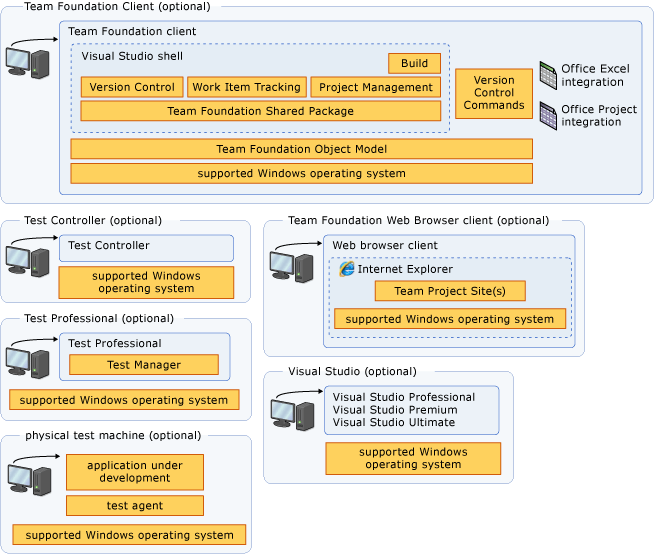 Team Foundation Client (optional)
Team Foundation client
Visual Studio shell
Build
Version Control
Work Item Tracking
Project Management
Team Foundation Shared Package
Version
Control
Commands
Office Excel
integration
Office Project
integration
Team Foundation Object Model
supported Windows operating system
Test Controller (optional)
Test Controller
supported Windows
operating system
Test Professional (optional)
Test Professional
Test Manager
supported Windows operating system
physical test machine (optional)
application under
development
test agent
supported Windows operating system
Team Foundation Web Browser client (optional)
Web browser client
Internet Explorer
Team Project Site(s)
supported Windows operating system
Visual Studio (optional)
Visual Studio Professional
Visual Studio Premium
Visual Studio Ultimate
supported Windows
operating system